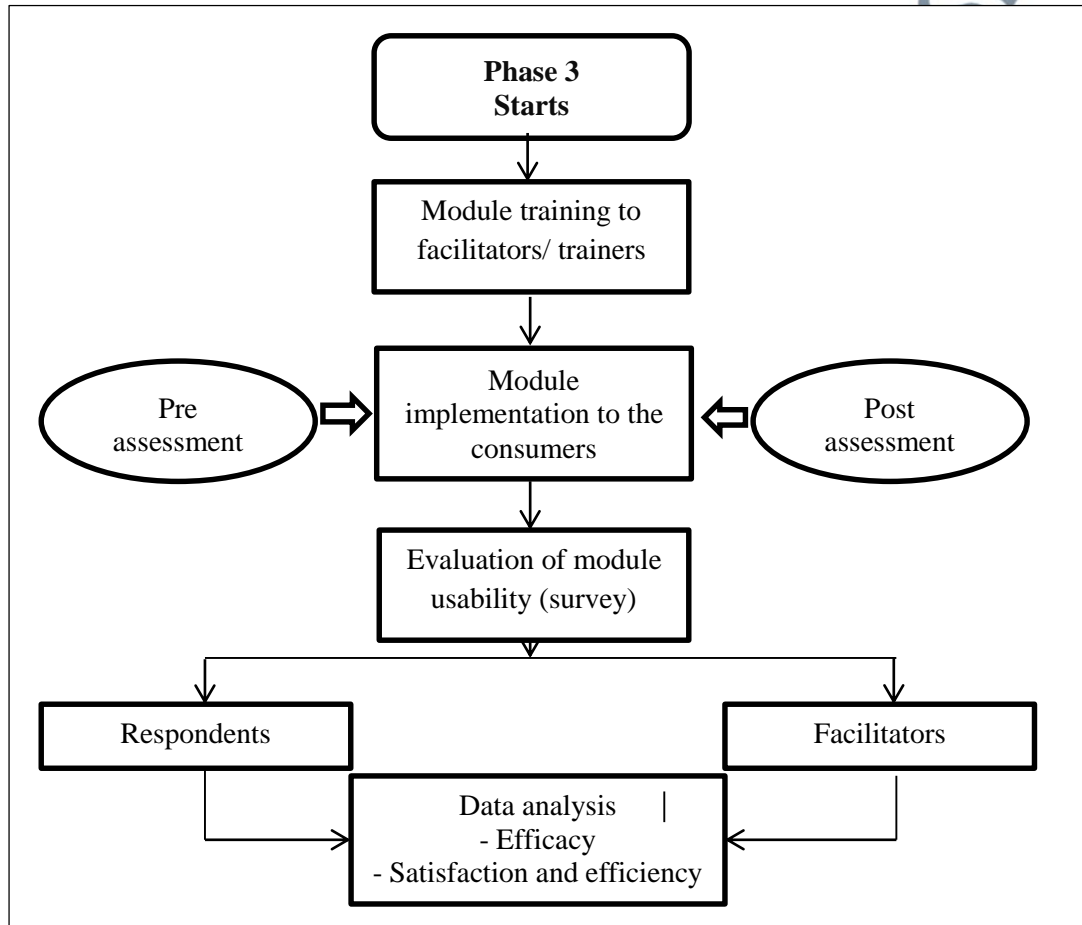 Phase 3
Starts
Module training to
facilitators/ trainers
Pre
assessment
Module
implementation to the
consumers
Post
assessment
Evaluation of module
usability (survey)
Respondents
Facilitators
Data analysis |
- Efficacy
- Satisfaction and efficiency